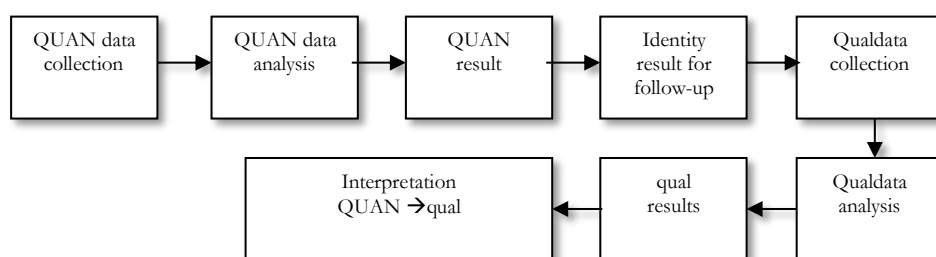 QUAN data
collection
QUAN data
analysis
QUAN
result
Identity
result for
follow-up
Qualdata
collection
Qualdata
analysis
qual
results
Interpretation
QUAN →qual